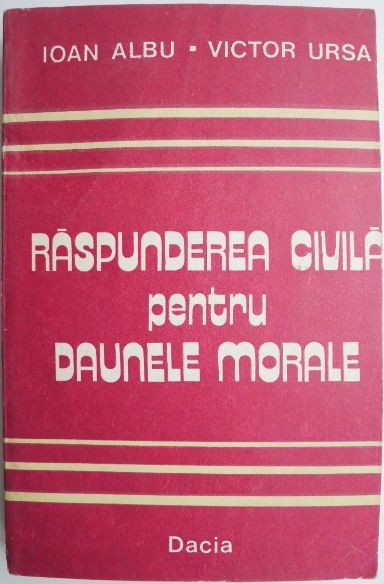 IOAN ALBU ▪ VICTOR URSA
RĂSPUNDEREA CIVILĂ
pentru
DAUNELE MORALE
Dacia